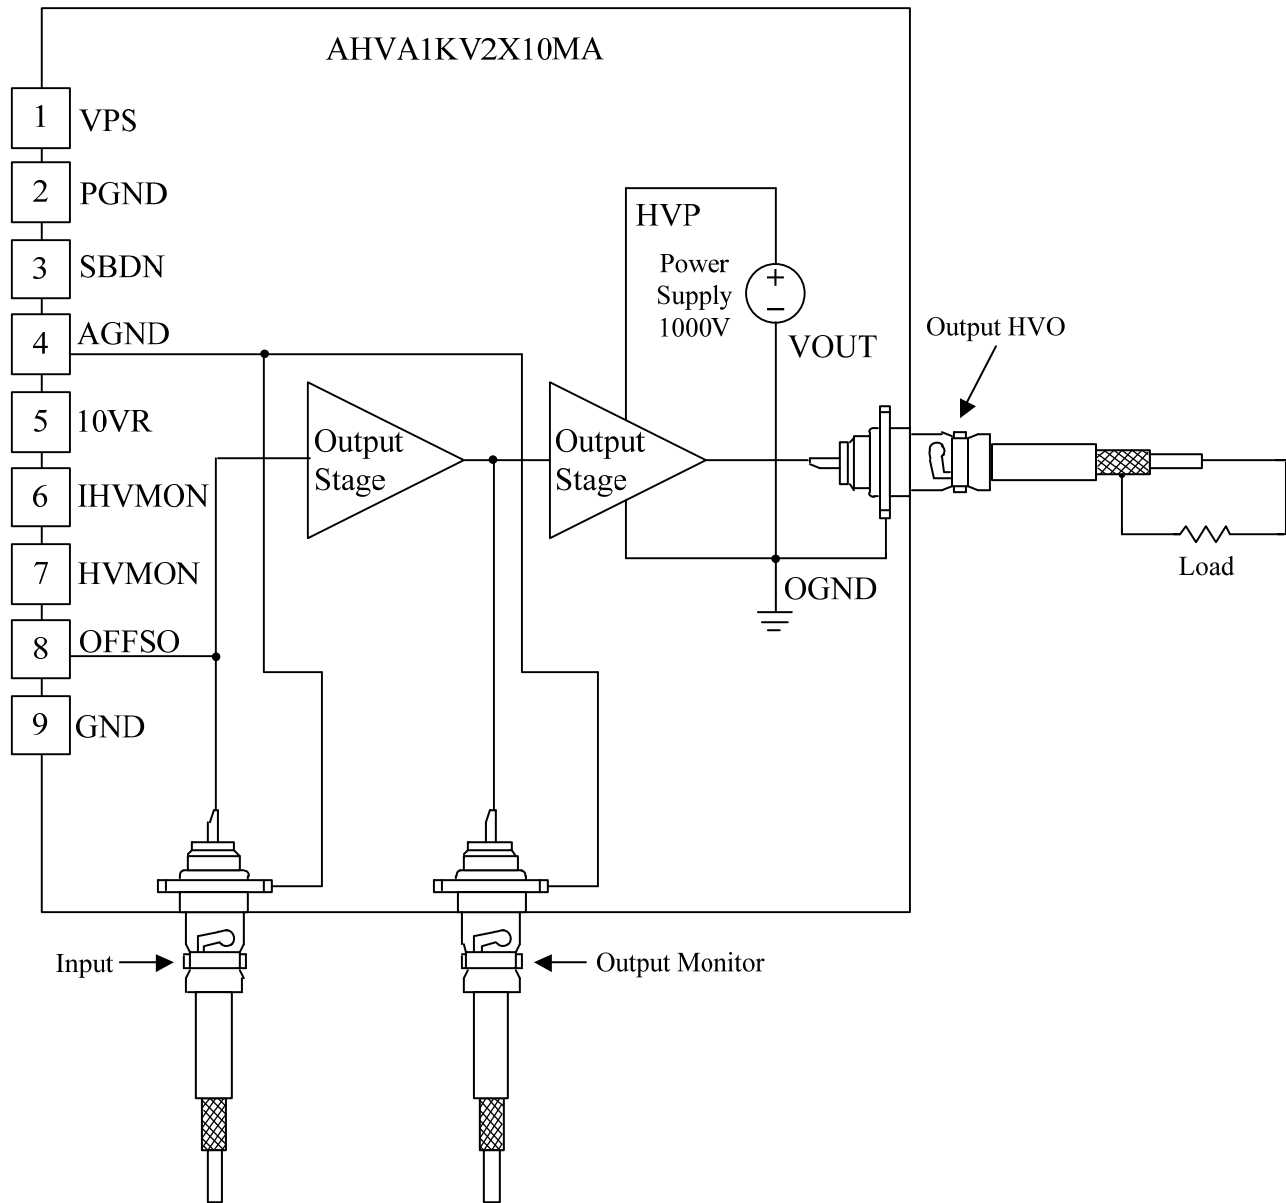 AHVA1KV2X10MA
1 VPS
2 PGND
3 SBDN
4 AGND
5 10VR
6 IHVMON
7 HVMON
8 OFFSO
9 GND
HVP
Power
Supply
1000V
+
−
VOUT
Output HVO
Output
Stage
Output
Stage
Load
OGND
Input
Output Monitor